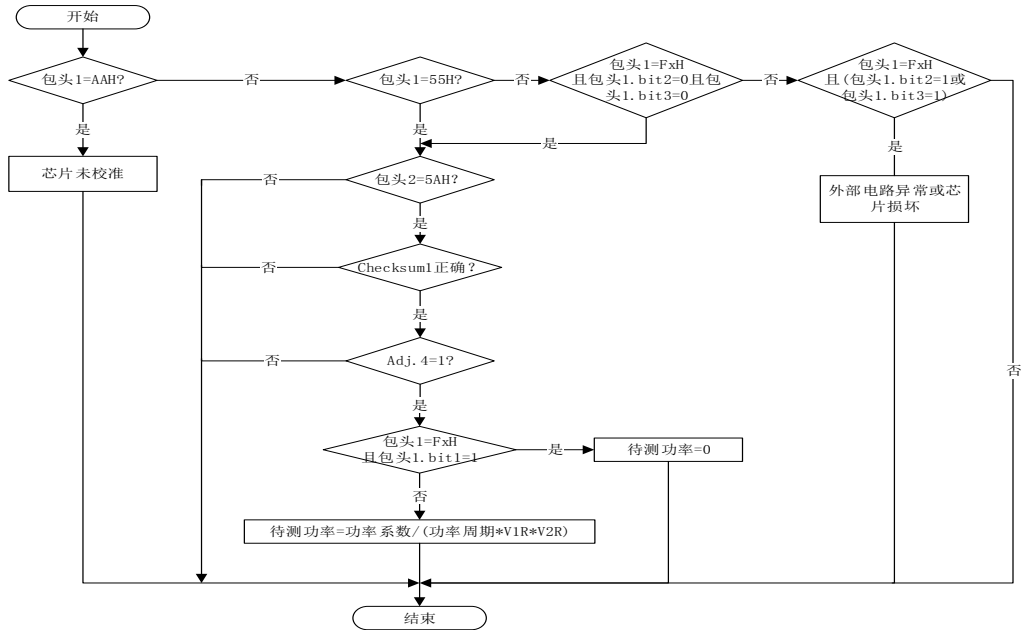 开始
包头1=AAH?
否
包头1=55H?
否
包头1=FxH
且包头1.bit2=0且包
头1.bit3=0
否
包头1=FxH
且(包头1.bit2=1或
包头1.bit3=1)
是
是
是
是
芯片未校准
否
包头2=5AH?
外部电路异常或芯
片损坏
是
否
Checksum1正确?
是
否
Adj.4=1?
否
是
包头1=FxH
且包头1.bit1=1
是
待测功率=0
否
待测功率=功率系数/(功率周期*V1R*V2R)
结束